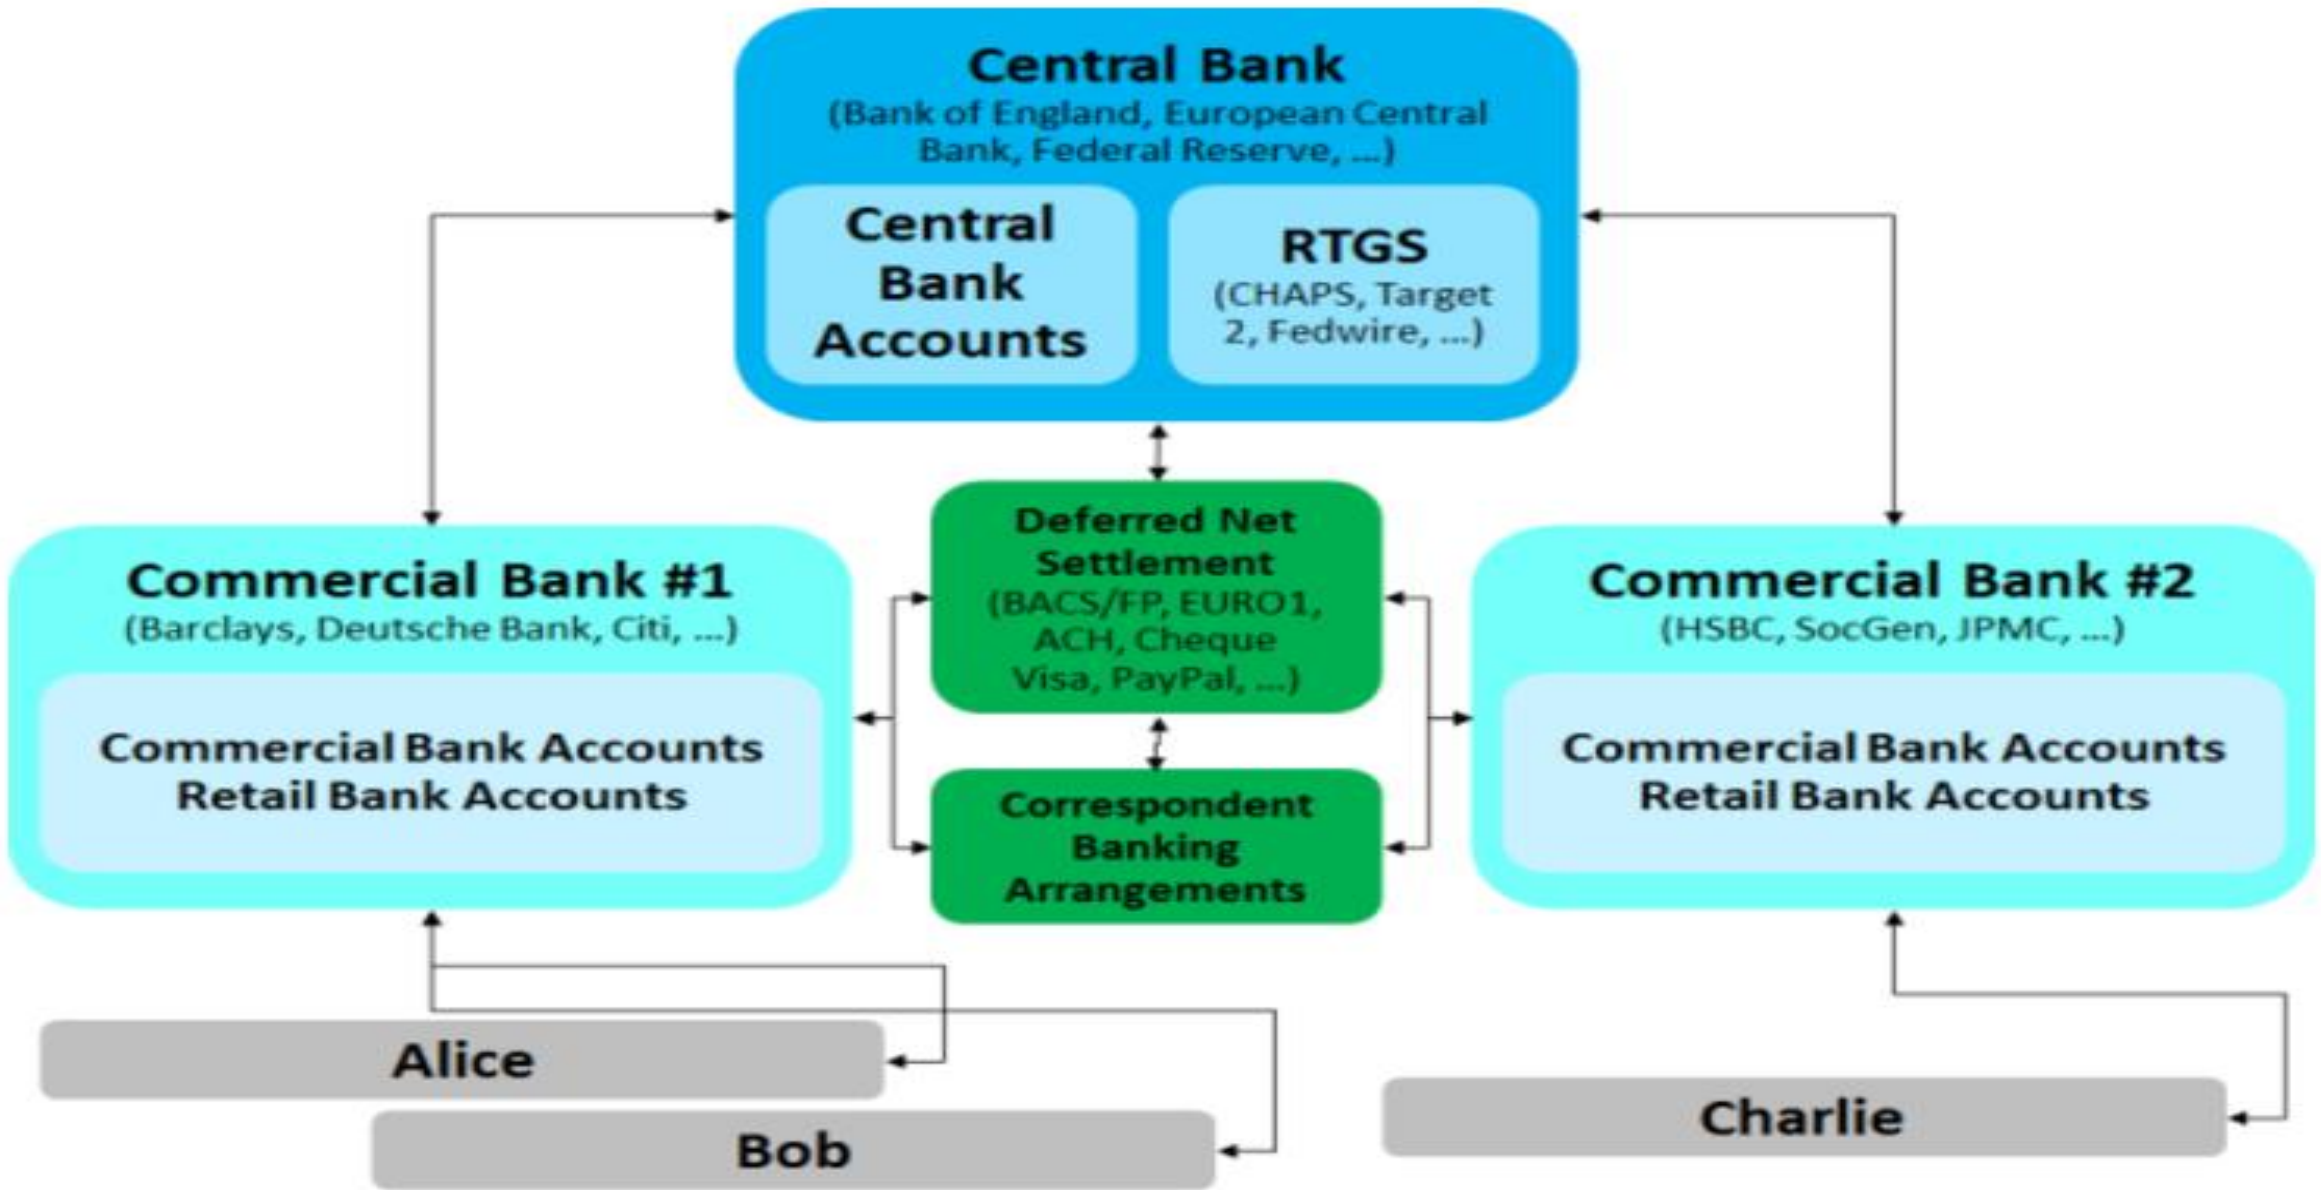 Central Bank
(Bank of England, European Central
Bank, Federal Reserve, ...)
Central
Bank
Accounts
RTGS
(CHAPS, Target
2, Fedwire, ...)
Deferred Net
Settlement
(BACS/FP, EURO1,
ACH, Cheque
Visa, PayPal, ...)
Commercial Bank #1
(Barclays, Deutsche Bank, Citi, ...)
Commercial Bank Accounts
Retail Bank Accounts
Commercial Bank #2
(HSBC, SocGen, JPMC, ...)
Commercial Bank Accounts
Retail Bank Accounts
Correspondent
Banking
Arrangements
Alice
Bob
Charlie